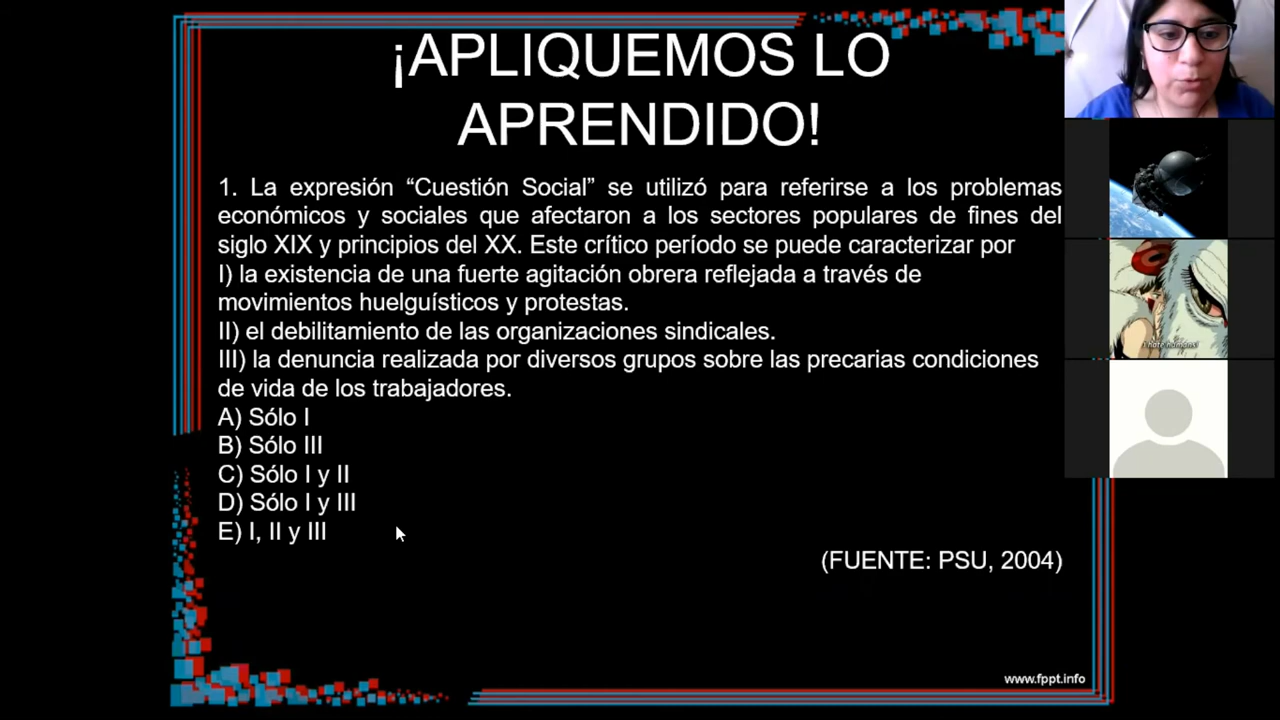 ¡APLIQUEMOS LO
APRENDIDO!
1. La expresión “Cuestión Social” se utilizó para referirse a los problemas
económicos y sociales que afectaron a los sectores populares de fines del
siglo XIX y principios del XX. Este crítico período se puede caracterizar por
I) la existencia de una fuerte agitación obrera reflejada a través de
movimientos huelguísticos y protestas.
II) el debilitamiento de las organizaciones sindicales.
III) la denuncia realizada por diversos grupos sobre las precarias condiciones
de vida de los trabajadores.
A) Sólo I
B) Sólo III
C) Sólo I y II
D) Sólo I y III
E) I, II y III
(FUENTE: PSU, 2004)
www.fppt.info
I hate humans!